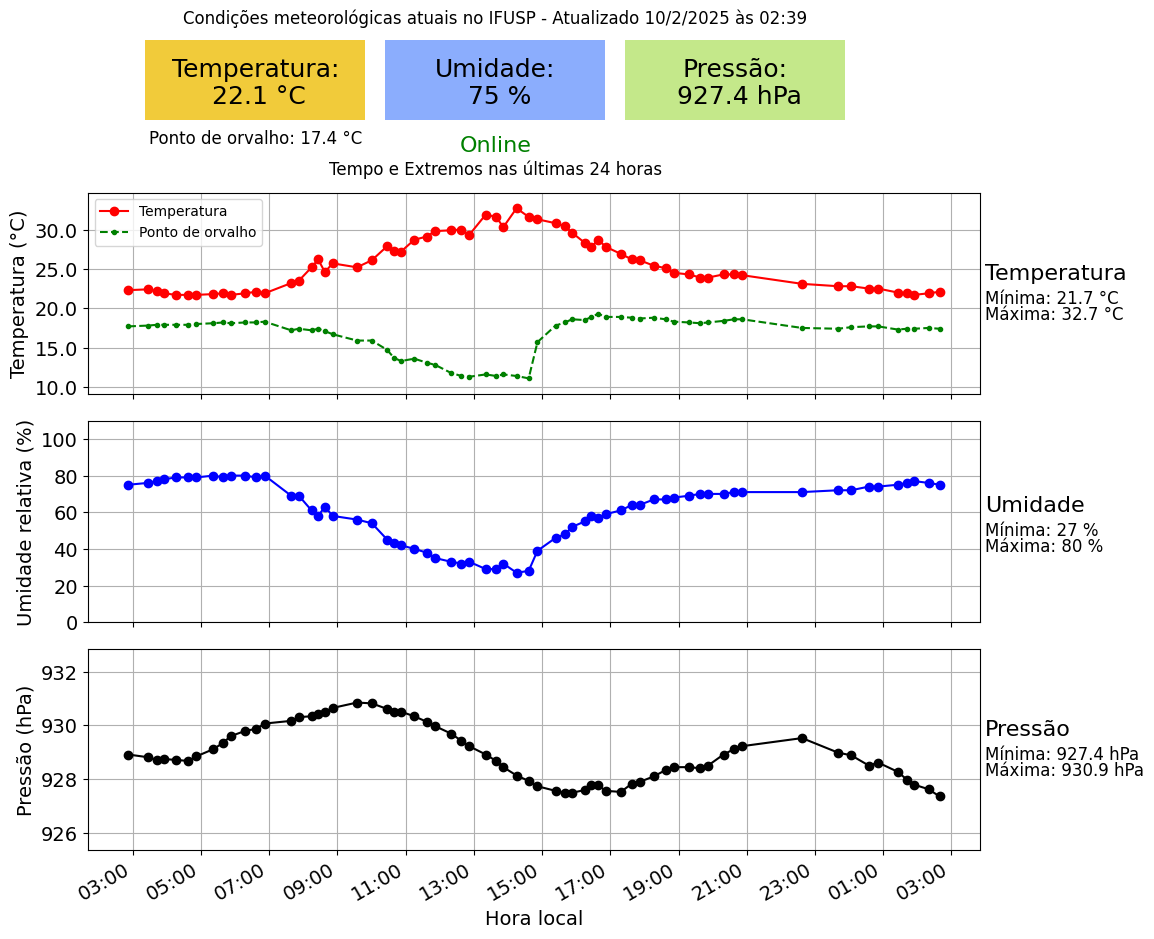 Condições meteorológicas atuais no IFUSP - Atualizado 10/2/2025 às 02:39
Temperatura:
22.1 °C
Umidade:
75 %
Pressão:
927.4 hPa
Ponto de orvalho: 17.4 °C
Online
Tempo e Extremos nas últimas 24 horas
Temperatura (°C)
30.0
25.0
20.0
15.0
10.0
Temperatura
Ponto de orvalho
Temperatura
Mínima: 21.7 °C
Máxima: 32.7 °C
Umidade relativa (%)
100
80
60
40
20
0
Umidade
Mínima: 27 %
Máxima: 80 %
Pressão (hPa)
932
930
928
926
Pressão
Mínima: 927.4 hPa
Máxima: 930.9 hPa
03:00 05:00 07:00 09:00 11:00 13:00 15:00 17:00 19:00 21:00 23:00 01:00 03:00
Hora local